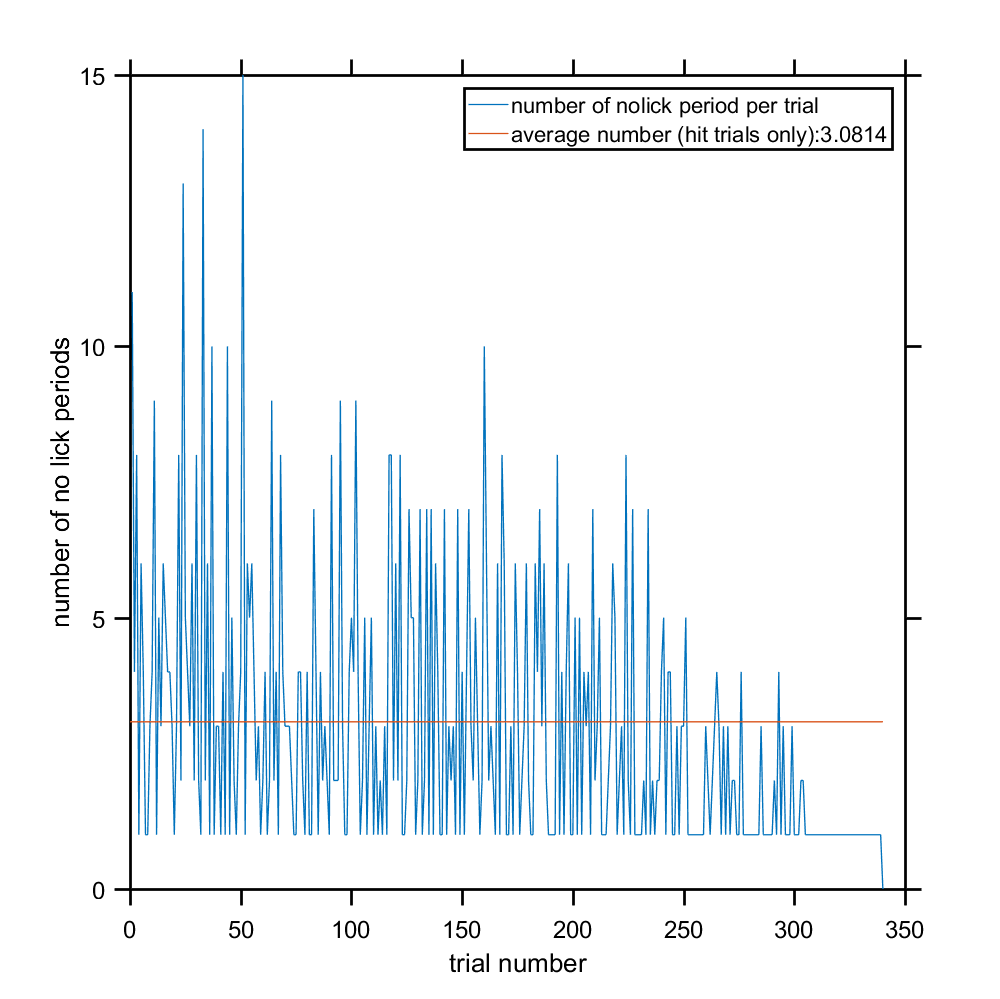 15
number of nolick period per trial
average number (hit trials only):3.0814
10
number of no lick periods
5
0
0 50 100 150 200 250 300 350
trial number